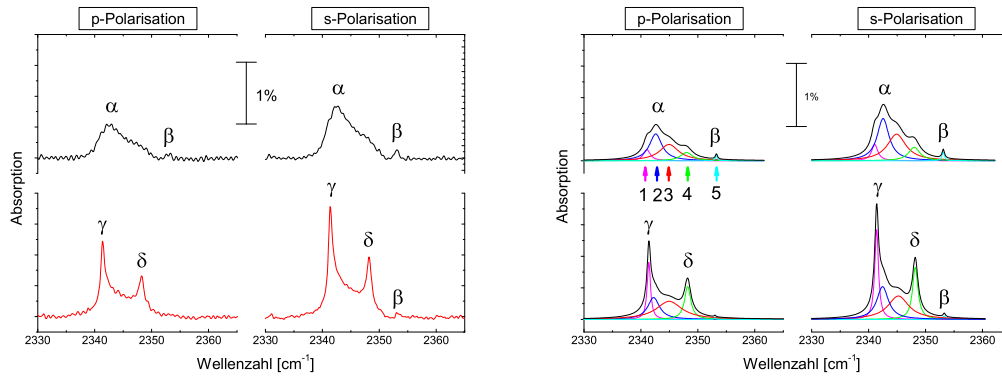 p-Polarisation
s-Polarisation
α
β
α
β
1%
γ
δ
γ
δ
β
Absorption
2330 2340 2350 2360
2330 2340 2350 2360
Wellenzahl [cm-1]
p-Polarisation
s-Polarisation
α
β
α
β
1%
1 2 3 4 5
γ
δ
γ
δ
β
Absorption
2330 2340 2350 2360
2330 2340 2350 2360
Wellenzahl [cm-1]